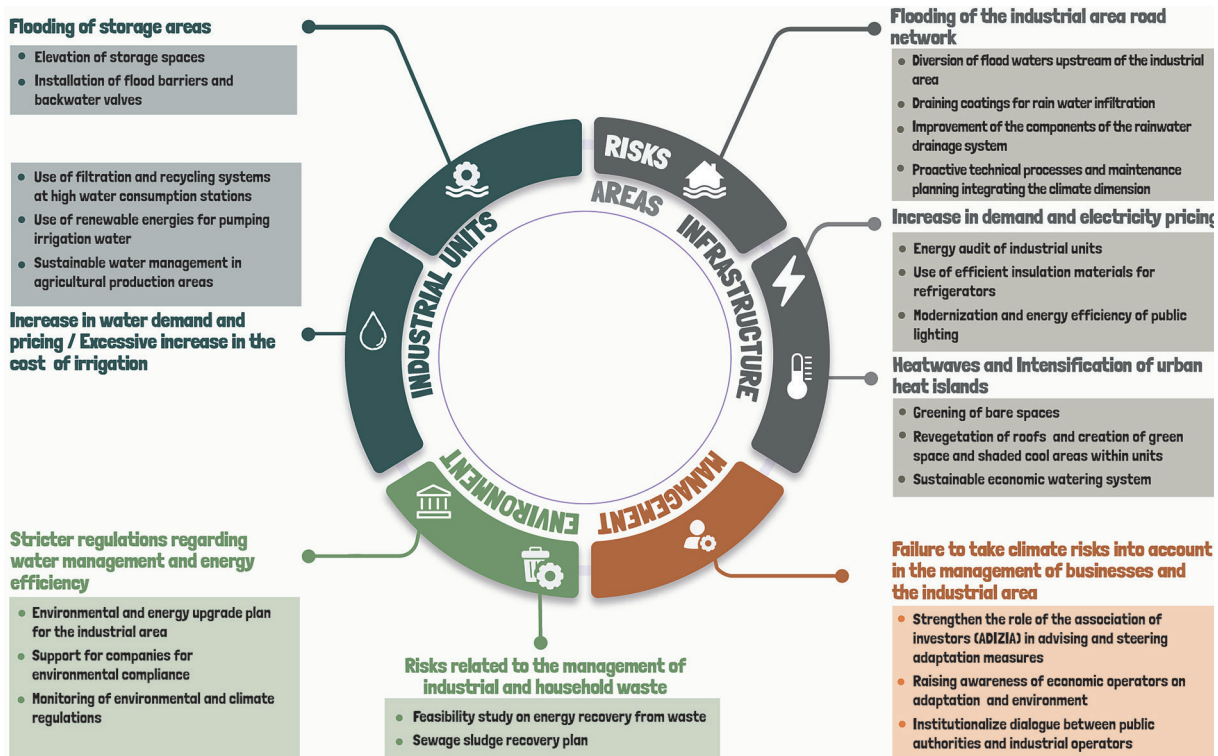 Flooding of storage areas
Elevation of storage spaces
Installation of flood barriers and
backwater valves
Use of filtration and recycling systems
at high water consumption stations
Use of renewable energies for pumping
irrigation water
Sustainable water management in
agricultural production areas
Increase in water demand and
pricing / Excessive increase in the
cost of irrigation
Stricter regulations regarding
water management and energy
efficiency
Environmental and energy upgrade plan
for the industrial area
Support for companies for
environmental compliance
Monitoring of environmental and climate
regulations
RISKS
AREAS
INDUSTRIAL UNITS
INFRASTRUCTURE
ENVIRONMENT
MANAGEMENT
Risks related to the management of
industrial and household waste
Feasibility study on energy recovery from waste
Sewage sludge recovery plan
Flooding of the industrial area road
network
Diversion of flood waters upstream of the industrial
area
Draining coatings for rain water infiltration
Improvement of the components of the rainwater
drainage system
Proactive technical processes and maintenance
planning integrating the climate dimension
Increase in demand and electricity pricing
Energy audit of industrial units
Use of efficient insulation materials for
refrigerators
Modernization and energy efficiency of public
lighting
Heatwaves and Intensification of urban
heat islands
Greening of bare spaces
Revegetation of roofs and creation of green
space and shaded cool areas within units
Sustainable economic watering system
Failure to take climate risks into account
in the management of businesses and
the industrial area
Strengthen the role of the association of
investors (ADIZIA) in advising and steering
adaptation measures
Raising awareness of economic operators on
adaptation and environment
Institutionalize dialogue between public
authorities and industrial operators